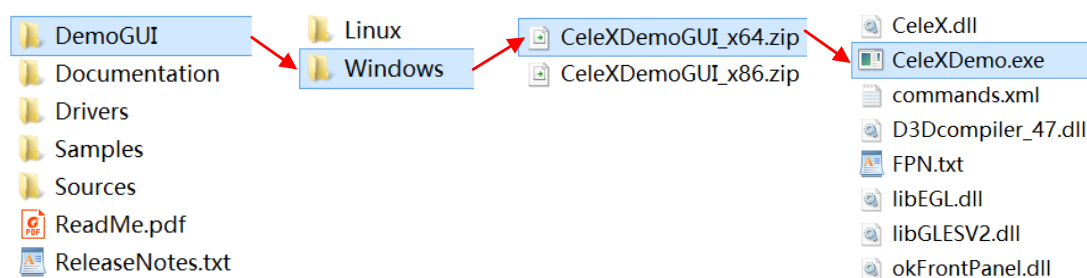 DemoGUI
Documentation
Drivers
Samples
Sources
ReadMe.pdf
ReleaseNotes.txt
Linux
Windows
CeleXDemoGUI_x64.zip
CeleXDemoGUI_x86.zip
CeleX.dll
CeleXDemo.exe
commands.xml
D3Dcompiler_47.dll
FPN.txt
libEGL.dll
libGLESV2.dll
okFrontPanel.dll